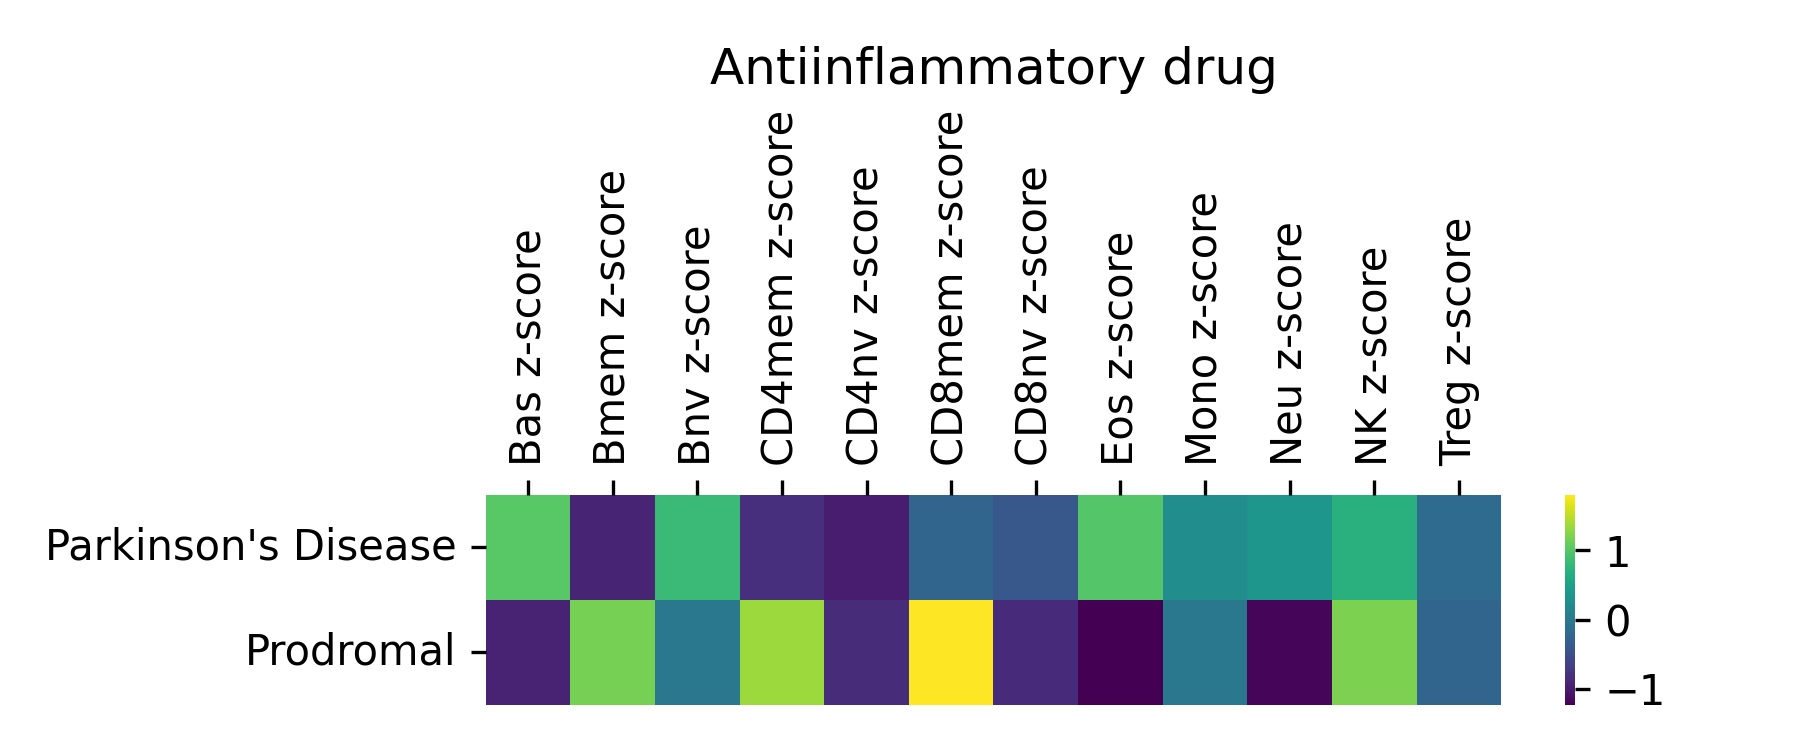 Antiinflammatory drug
Bas z-score
Bmem z-score
Bnv z-score
CD4mem z-score
CD4nv z-score
CD8mem z-score
CD8nv z-score
Eos z-score
Mono z-score
Neu z-score
NK z-score
Treg z-score
Parkinson's Disease
Prodromal
1
0
−1